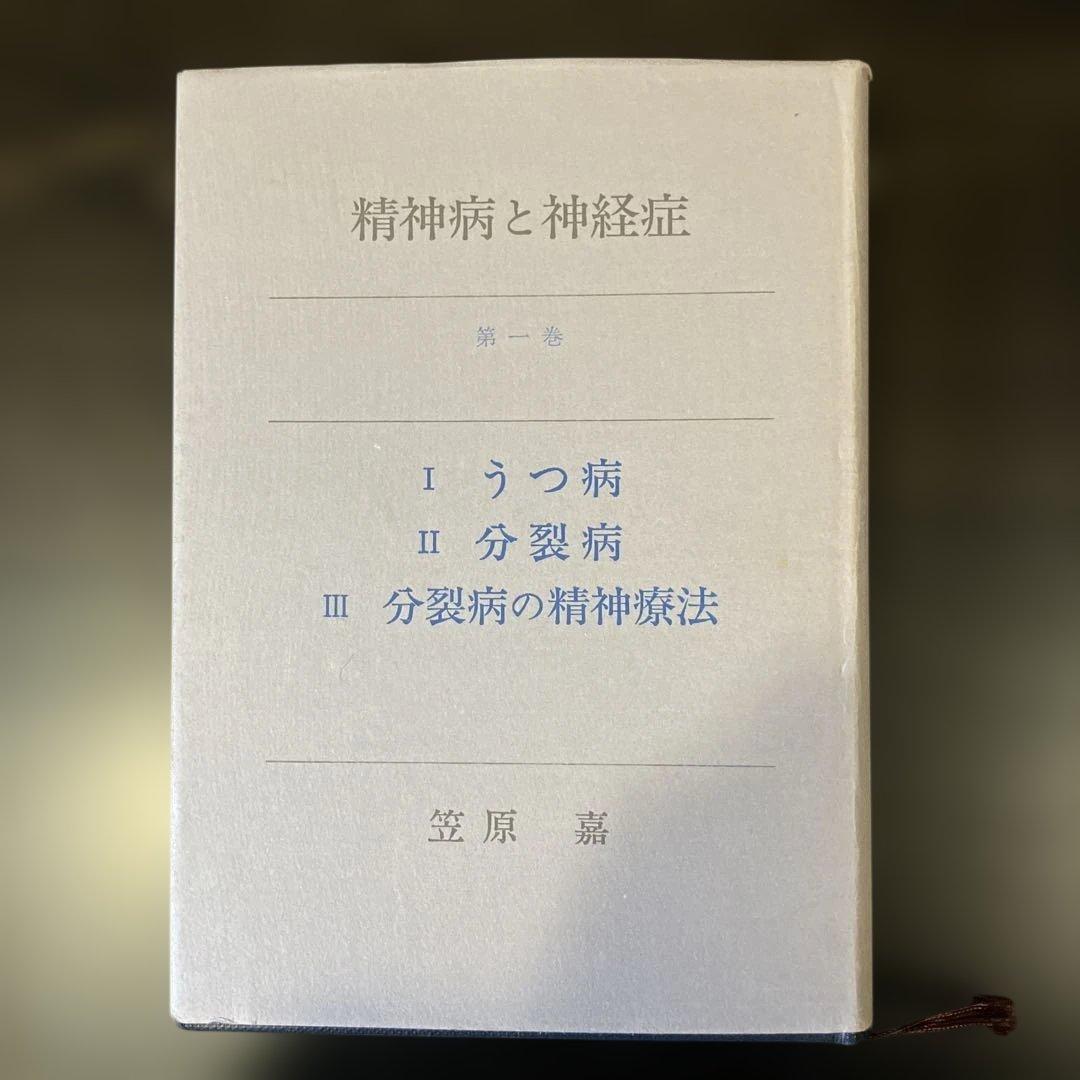 精神病と神経症
第一巻
I うつ病
II 分裂病
III 分裂病の精神療法
笠原 嘉